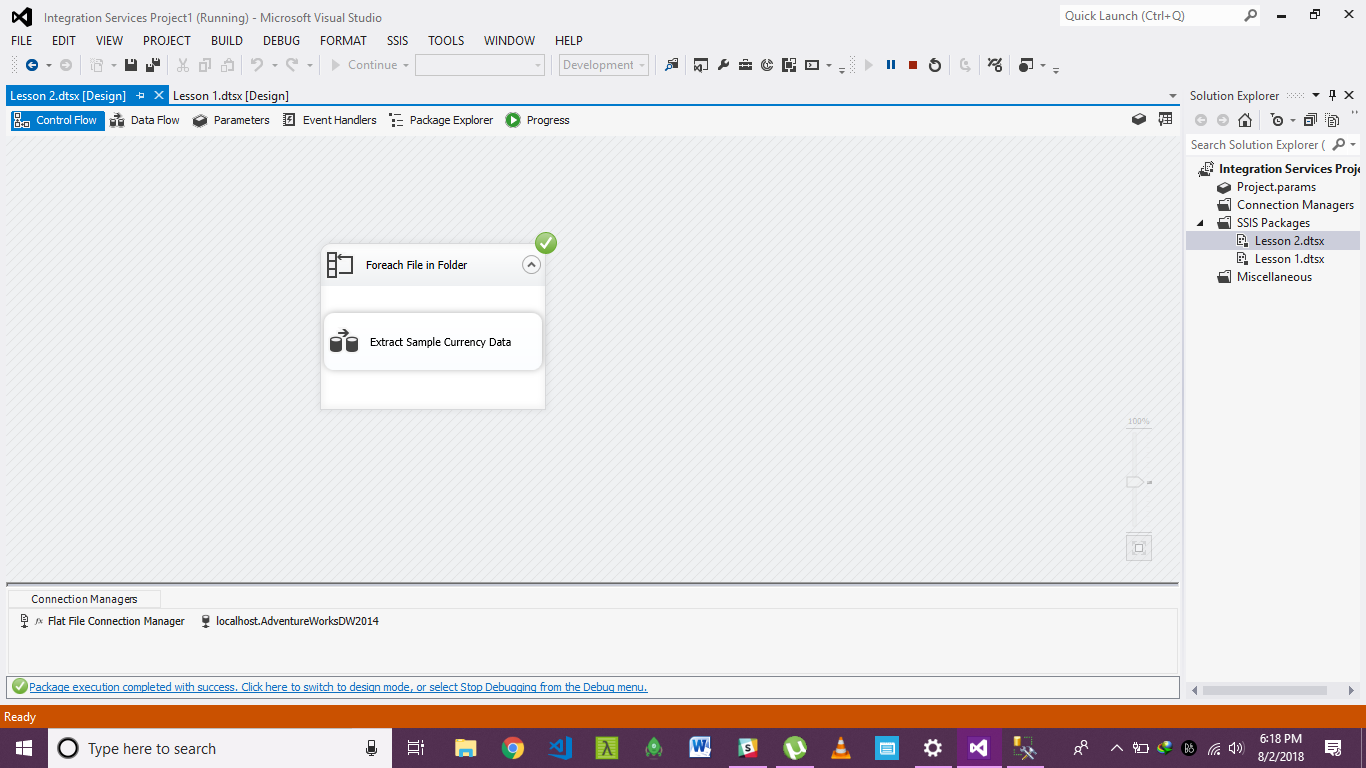 Integration Services Project1 (Running) - Microsoft Visual Studio
Quick Launch (Ctrl+Q)
FILE EDIT VIEW PROJECT BUILD DEBUG FORMAT SSIS TOOLS WINDOW HELP
Continue Development
Lesson 2.dtsx [Design] Lesson 1.dtsx [Design]
Control Flow Data Flow Parameters Event Handlers Package Explorer Progress
Foreach File in Folder
Extract Sample Currency Data
100%
Connection Managers
fx Flat File Connection Manager localhost.AdventureWorksDW2014
Package execution completed with success. Click here to switch to design mode, or select Stop Debugging from the Debug menu.
Solution Explorer
Search Solution Explorer (
Integration Services Proje
Project.params
Connection Managers
SSIS Packages
Lesson 2.dtsx
Lesson 1.dtsx
Miscellaneous
Ready
Type here to search
6:18 PM
8/2/2018